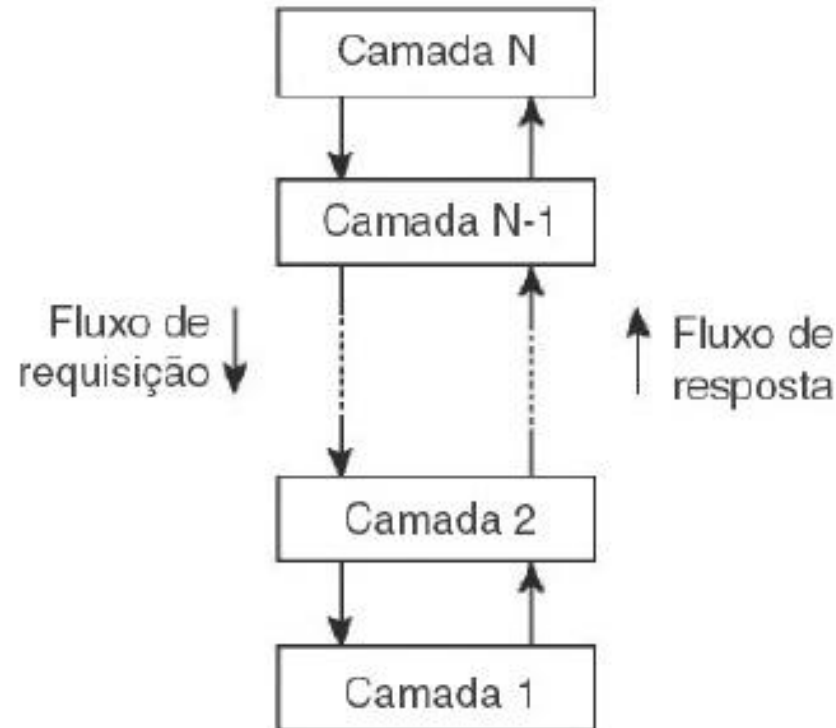 Camada N
Camada N-1
Fluxo de
requisição
Fluxo de
resposta
Camada 2
Camada 1